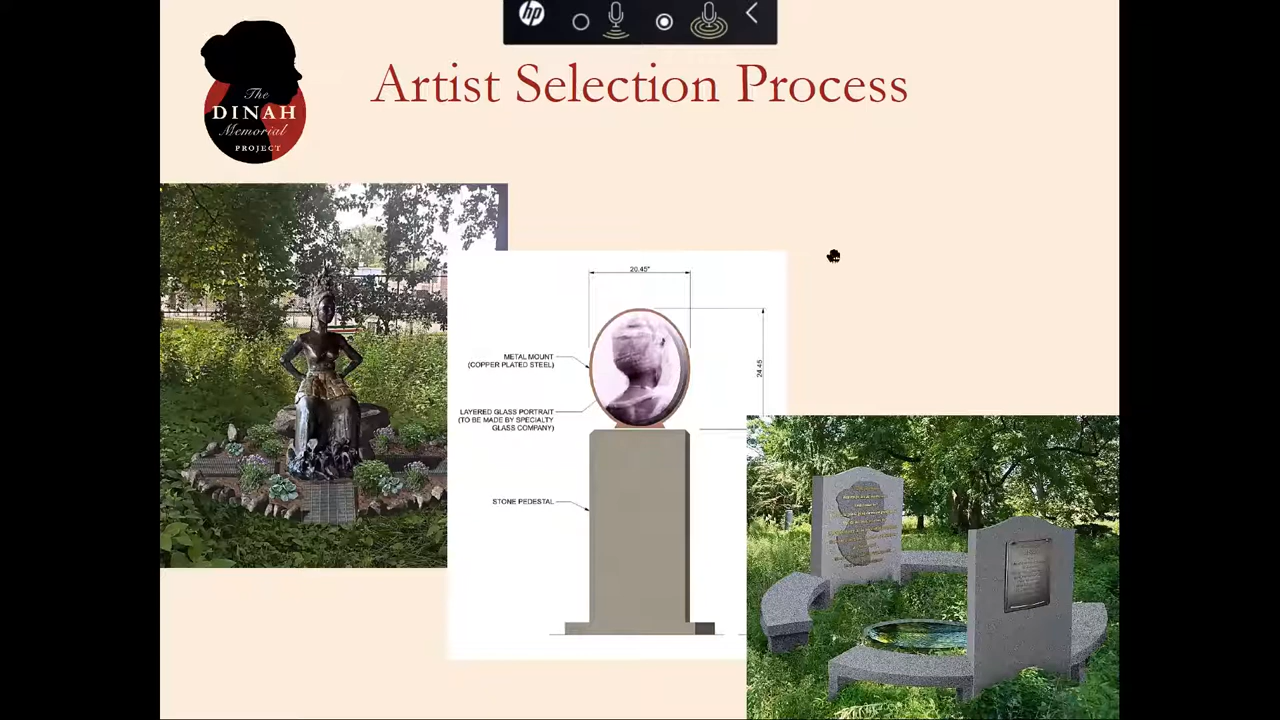 hp
Artist Selection Process
The
DINAH
Memorial
PROJECT
20.45"
METAL MOUNT
(COPPER PLATED STEEL)
24.45
LAYERED GLASS PORTRAIT
(TO BE MADE BY SPECIALTY
GLASS COMPANY)
STONE PEDESTAL